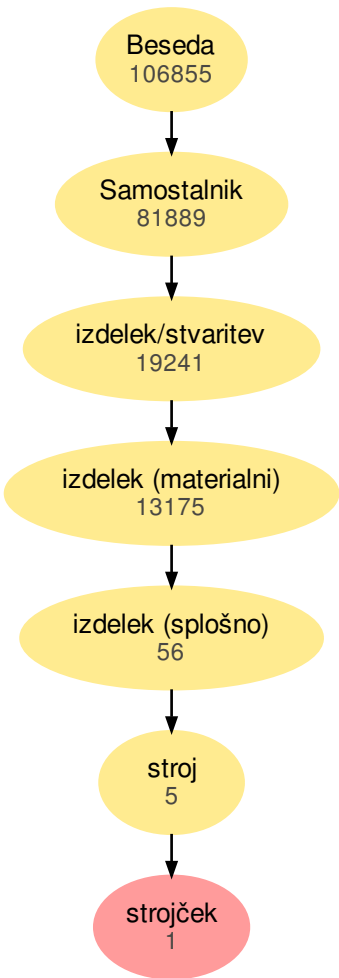 Beseda
106855
Samostalnik
81889
izdelek/stvaritev
19241
izdelek (materialni)
13175
izdelek (splošno)
56
stroj
5
strojček
1